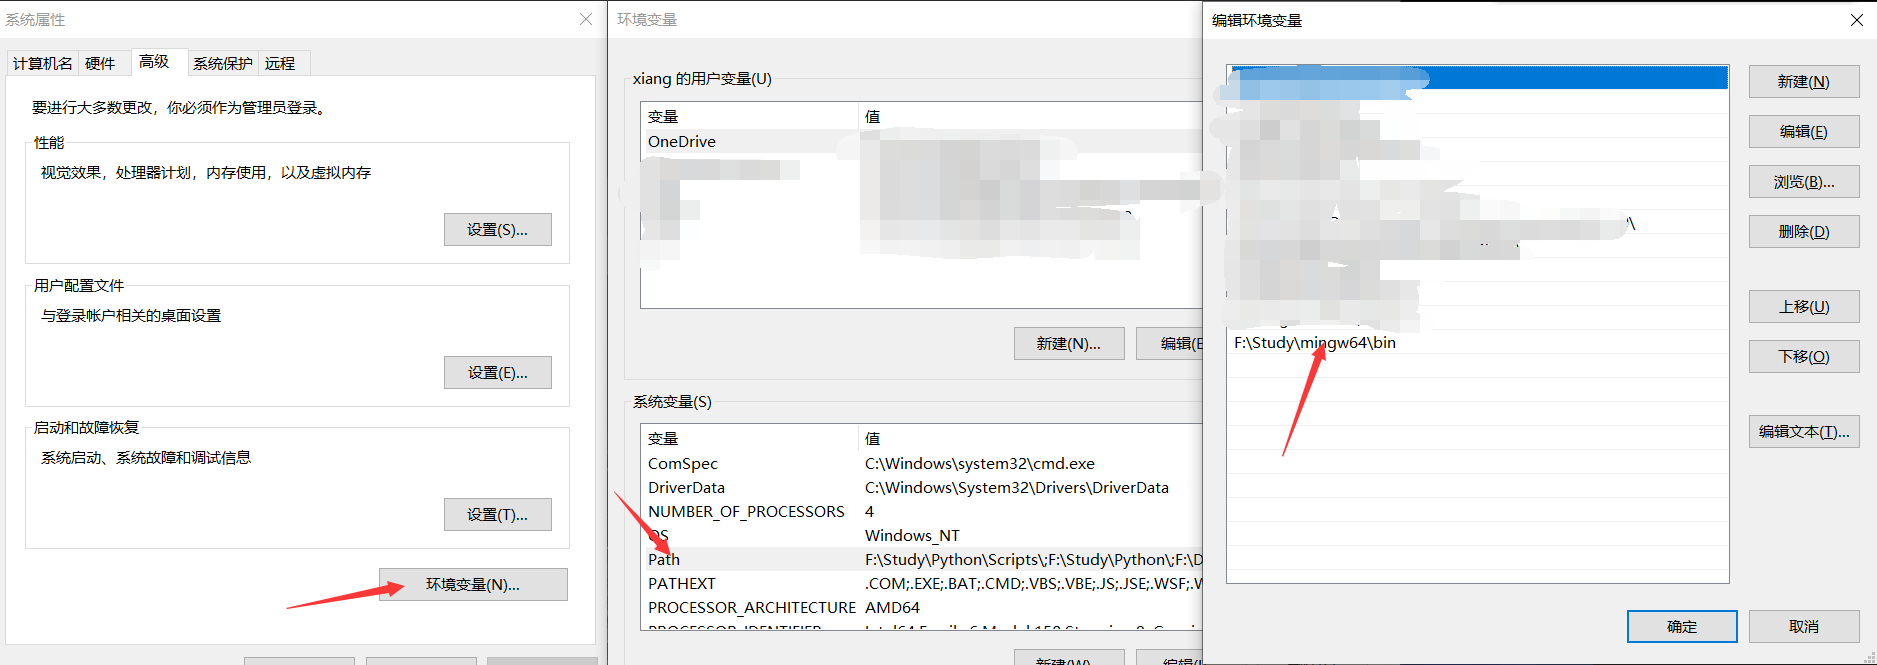 系统属性
计算机名 硬件 高级 系统保护 远程
要进行大多数更改，你必须作为管理员登录。
性能
视觉效果，处理器计划，内存使用，以及虚拟内存
设置(S)...
用户配置文件
与登录帐户相关的桌面设置
设置(E)...
启动和故障恢复
系统启动、系统故障和调试信息
设置(T)...
环境变量(N)...
环境变量
xiang 的用户变量(U)
变量 值
OneDrive
新建(N)... 编辑(E
系统变量(S)
变量 值
ComSpec C:\Windows\system32\cmd.exe
DriverData C:\Windows\System32\Drivers\DriverData
NUMBER_OF_PROCESSORS 4
OS Windows_NT
Path F:\Study\Python\Scripts\;F:\Study\Python\;F:\D
PATHEXT .COM;.EXE;.BAT;.CMD;.VBS;.VBE;.JS;.JSE;.WSF;.W
PROCESSOR_ARCHITECTURE AMD64
新建(W)... 编辑(
编辑环境变量
F:\Study\mingw64\bin
新建(N)
编辑(E)
浏览(B)...
删除(D)
上移(U)
下移(O)
编辑文本(T)...
确定 取消